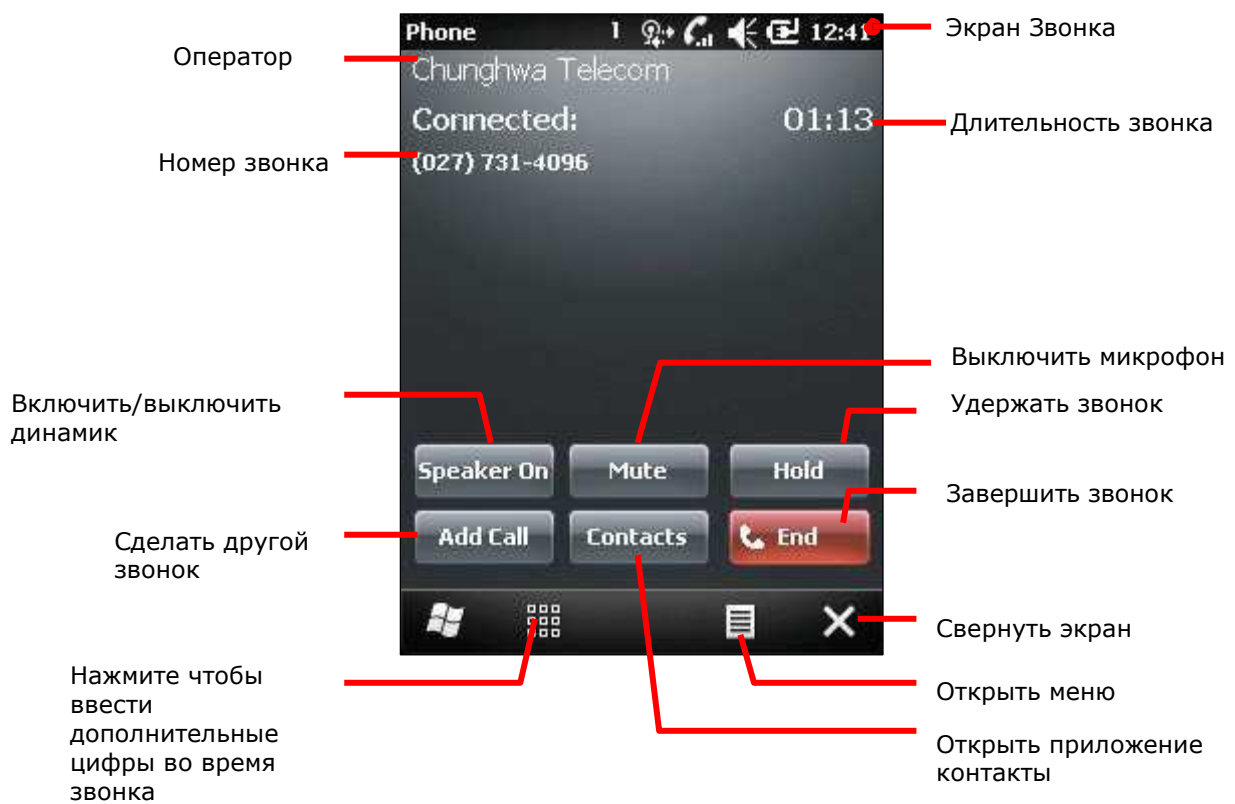 Phone 1 12:41
Экран Звонка
Оператор
Chunghwa Telecom
Connected: 01:13
Длительность звонка
Номер звонка
(027) 731-4096
Выключить микрофон
Включить/выключить
динамик
Удержать звонок
Speaker On
Mute
Hold
Завершить звонок
Сделать другой
звонок
Add Call
Contacts
End
Свернуть экран
Нажмите чтобы
ввести
дополнительные
цифры во время
звонка
Открыть меню
Открыть приложение
контакты